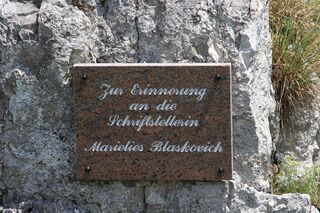 Zur Erinnerung
an die
Schriftstellerin
Marielies Blaskovich